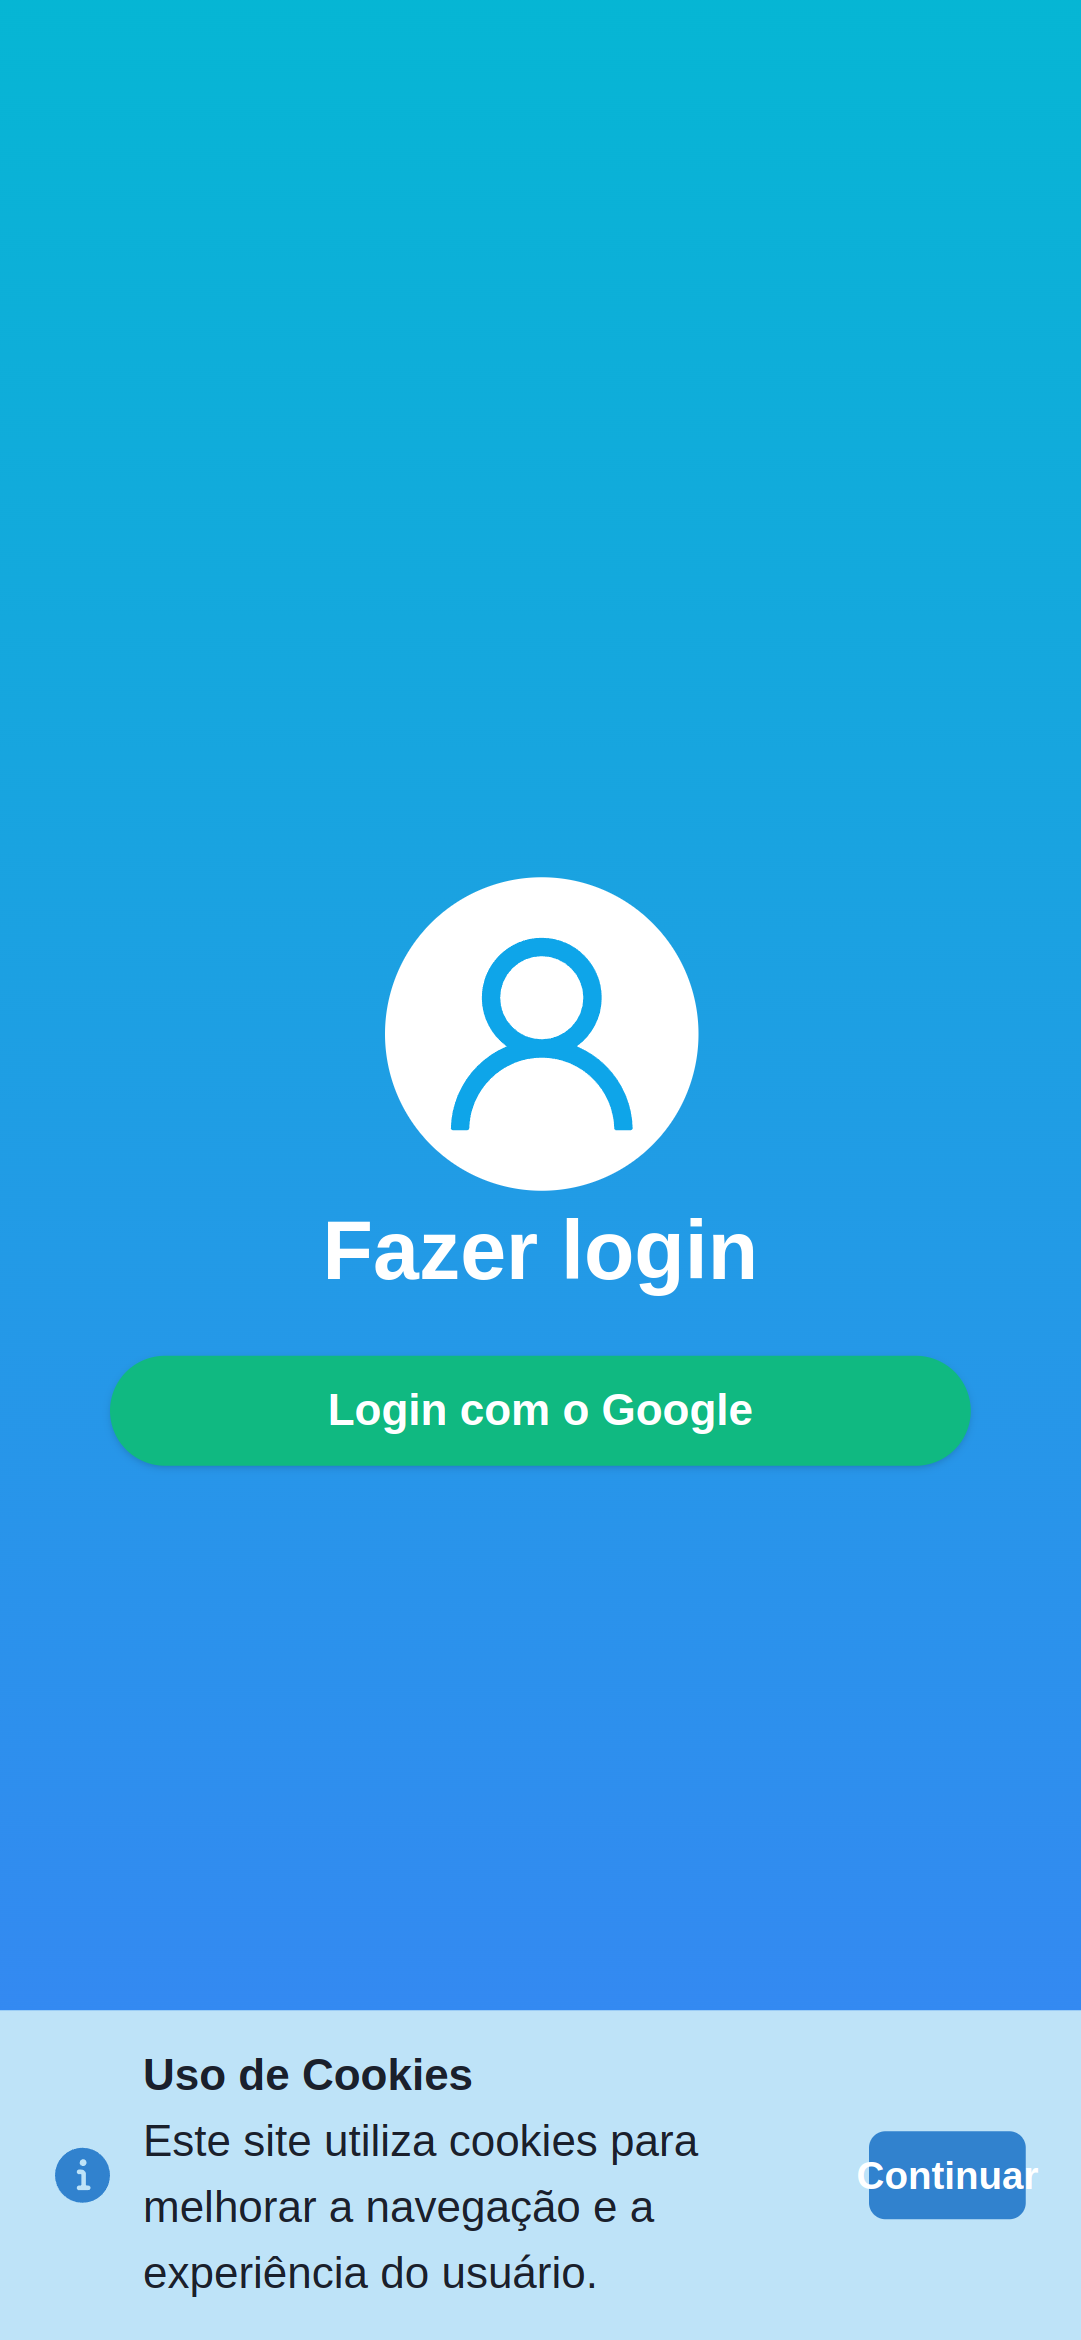 Fazer login
Login com o Google
Uso de Cookies
Este site utiliza cookies para
melhorar a navegação e a
experiência do usuário.
Continuar